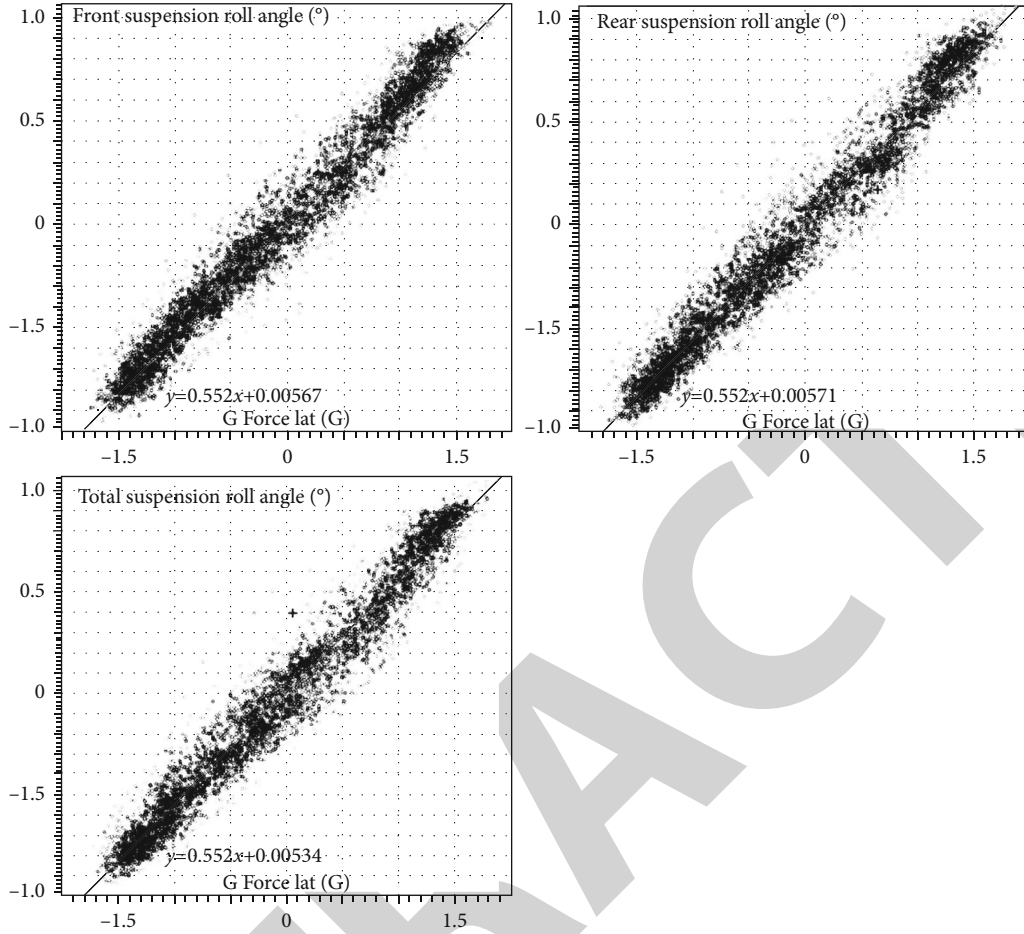 Front suspension roll angle (°)
1.0
0.5
0
−1.5
−1.0
y=0.552x+0.00567
G Force lat (G)
−1.5 0 1.5
Rear suspension roll angle (°)
1.0
0.5
0
−1.5
−1.0
y=0.552x+0.00571
G Force lat (G)
−1.5 0 1.5
Total suspension roll angle (°)
1.0
0.5
0
−1.5
−1.0
y=0.552x+0.00534
G Force lat (G)
−1.5 0 1.5
RACT